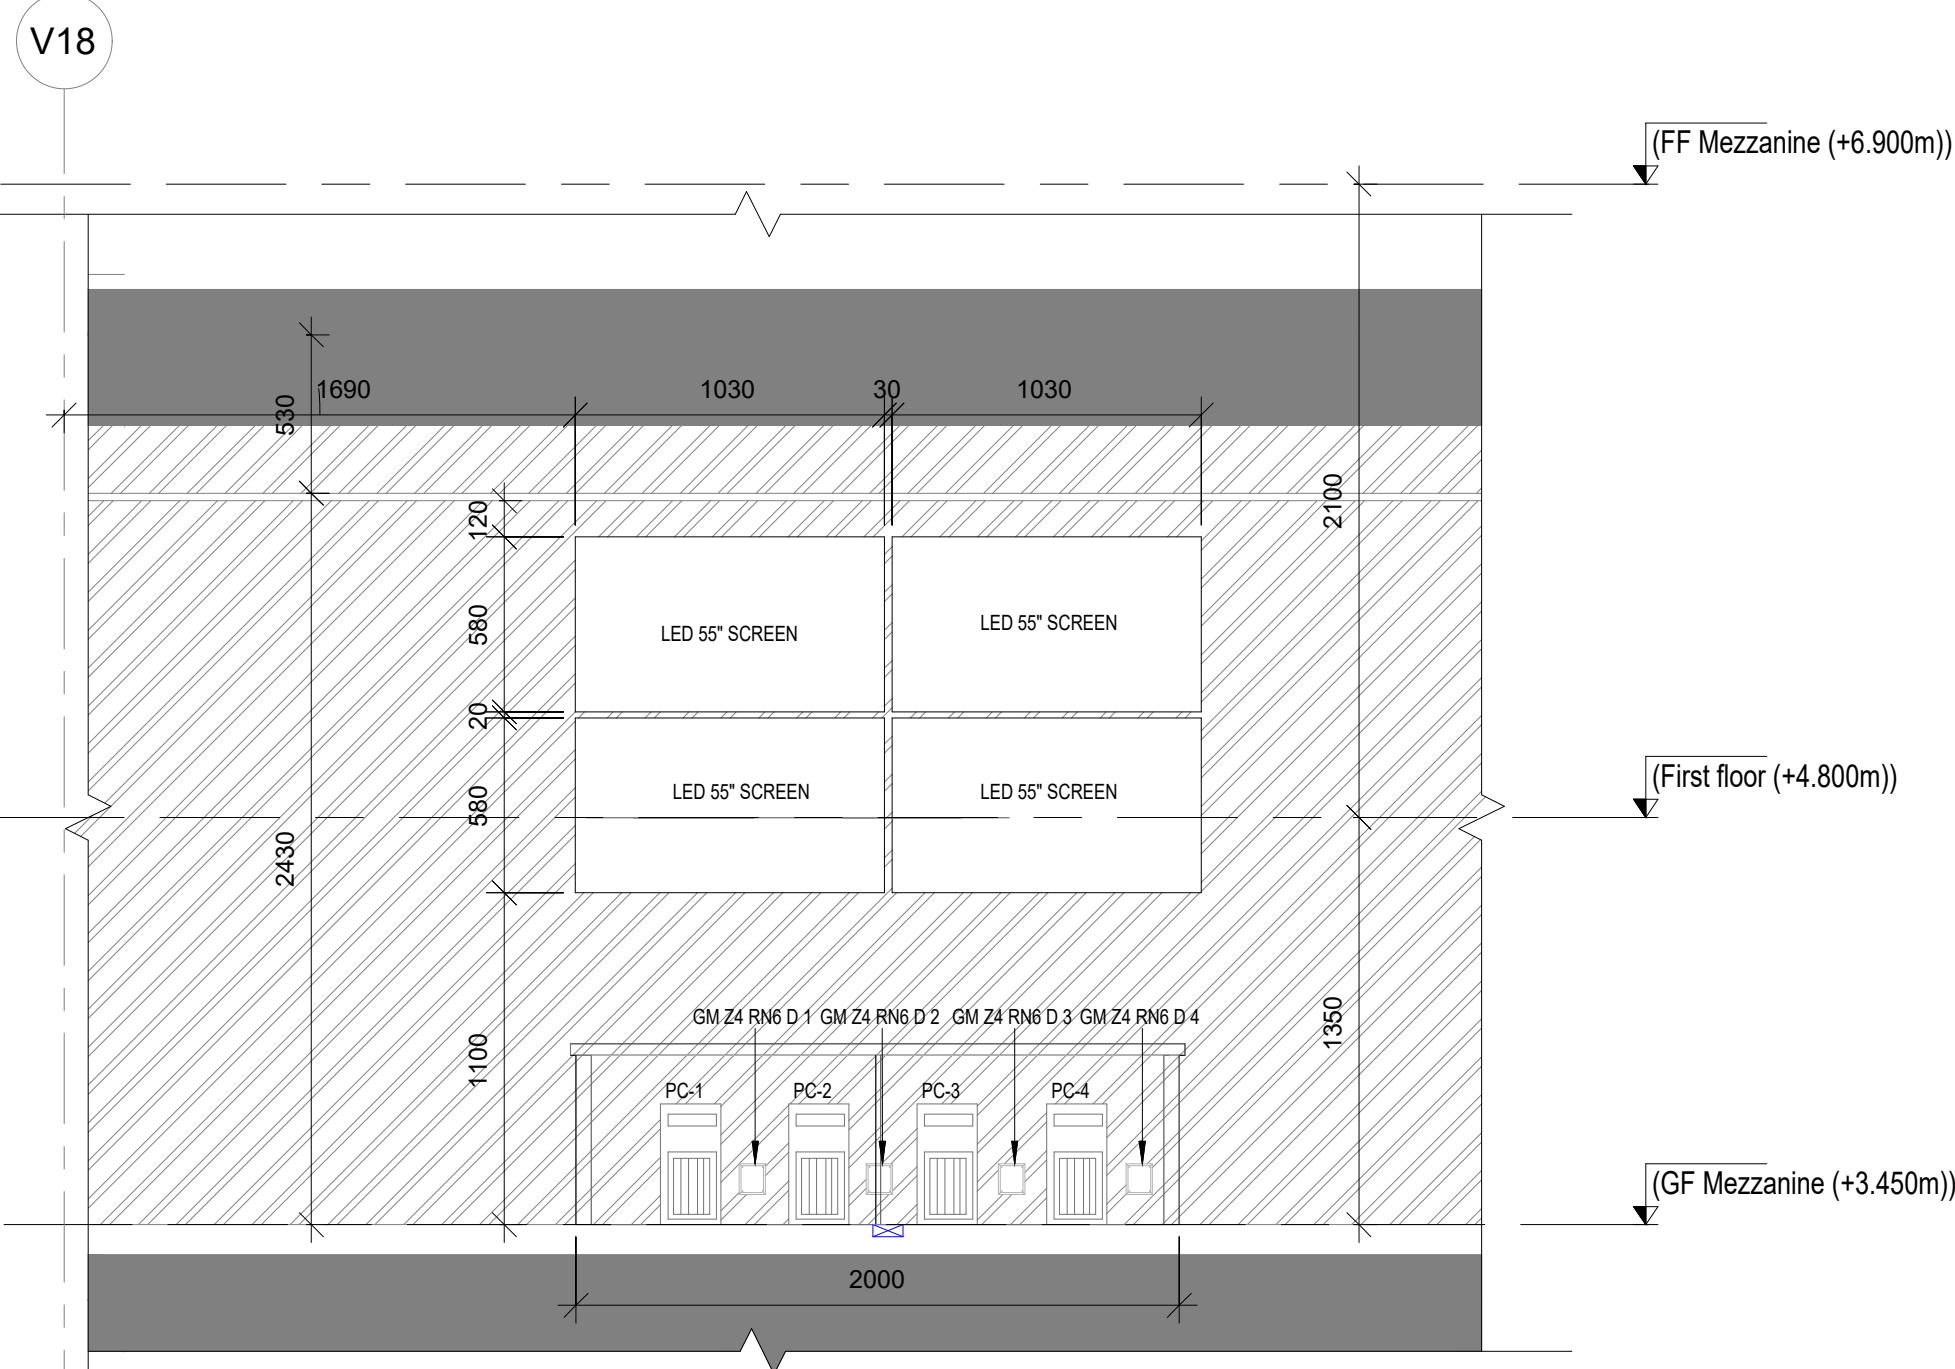 V18
(FF Mezzanine (+6.900m))
1690
1030
30
1030
530
2100
120
580
LED 55" SCREEN
LED 55" SCREEN
20
580
LED 55" SCREEN
LED 55" SCREEN
(First floor (+4.800m))
2430
1100
1350
GM Z4 RN6 D 1
GM Z4 RN6 D 2
GM Z4 RN6 D 3
GM Z4 RN6 D 4
PC-1
PC-2
PC-3
PC-4
(GF Mezzanine (+3.450m))
2000